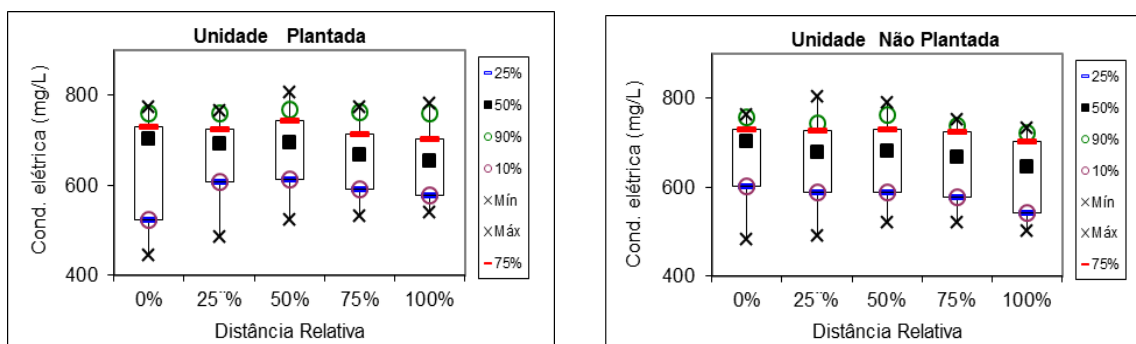 Unidade Plantada
Cond. elétrica (mg/L)
800
600
400
0% 25¨% 50% 75% 100%
Distância Relativa
25%
50%
90%
10%
Mín
Máx
75%
Unidade Não Plantada
Cond. elétrica (mg/L)
800
600
400
0% 25¨% 50% 75% 100%
Distância Relativa
25%
50%
90%
10%
Mín
Máx
75%